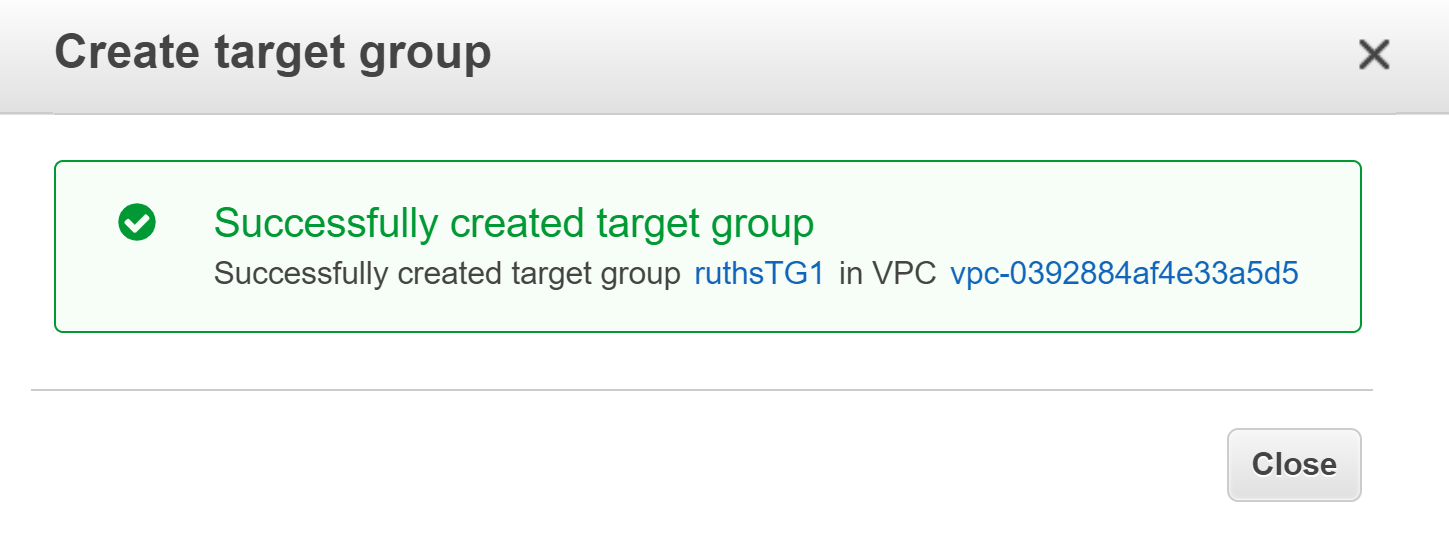 Create target group
Successfully created target group
Successfully created target group ruthsTG1 in VPC vpc-0392884af4e33a5d5
Close